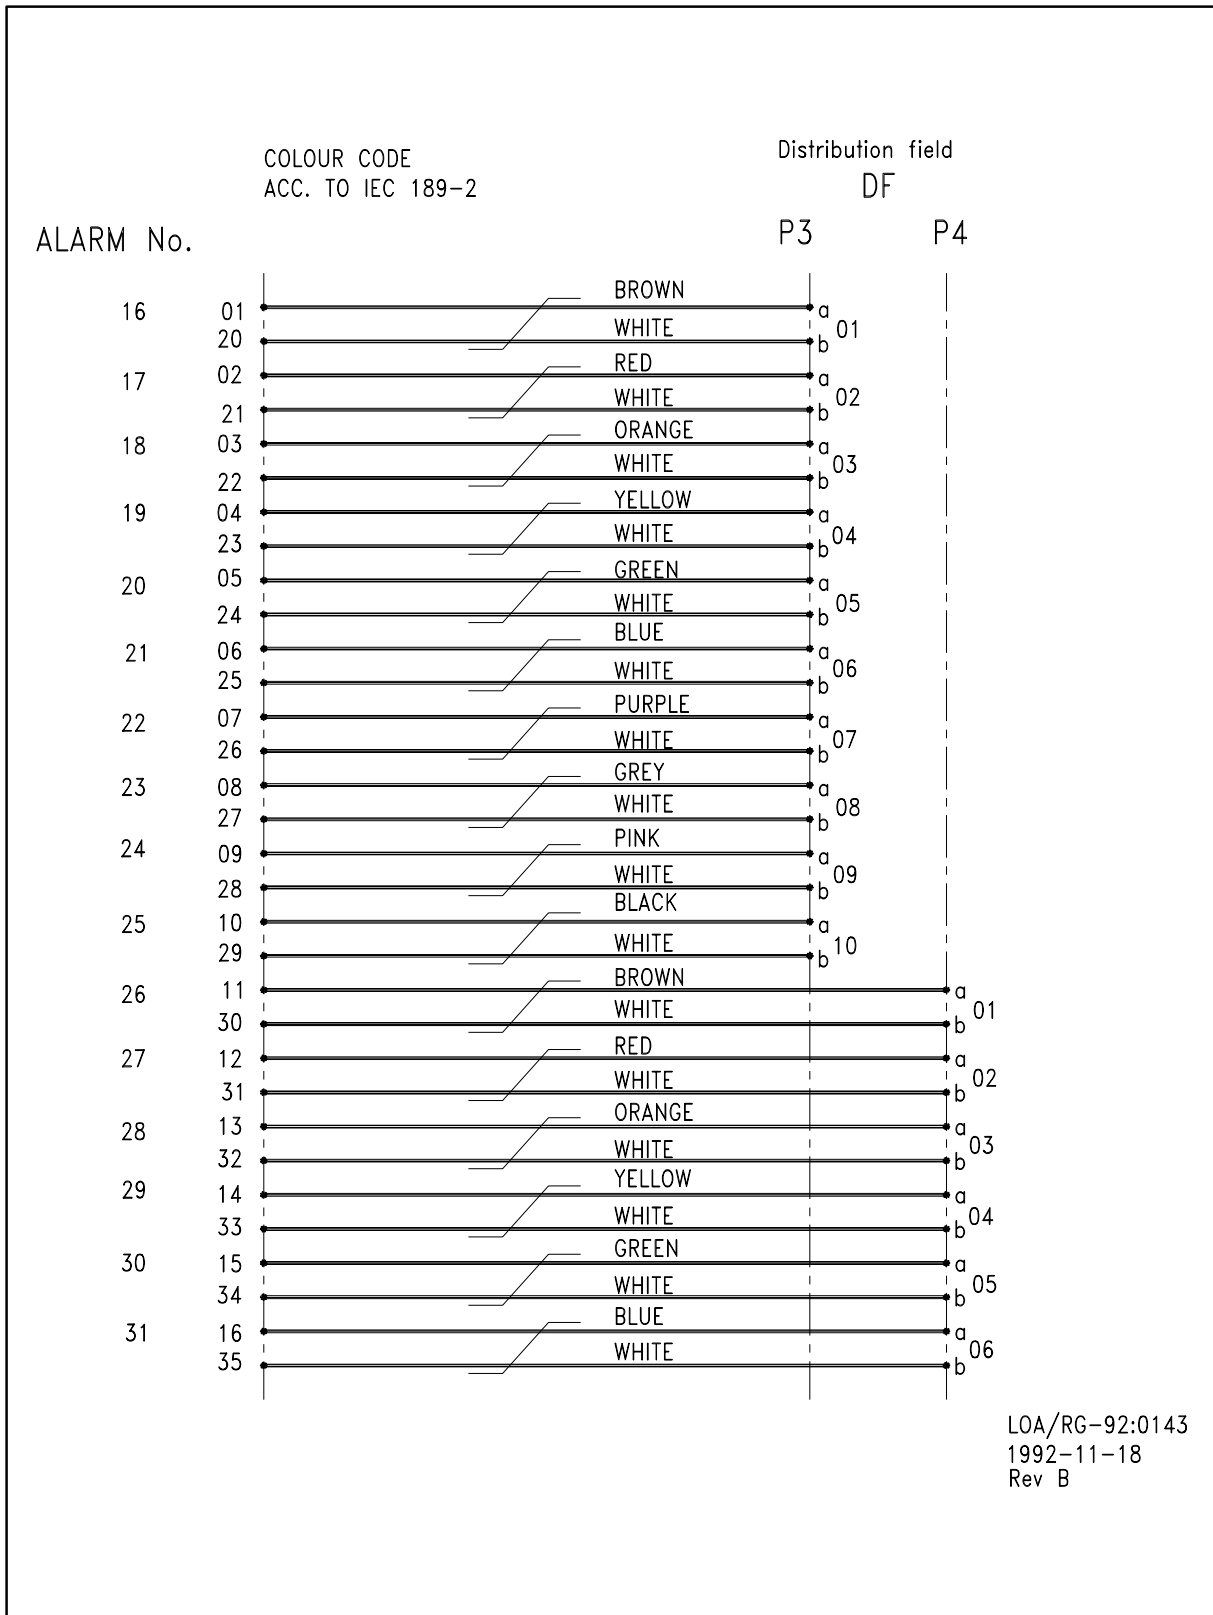 COLOUR CODE
ACC. TO IEC 189-2
Distribution field
DF
ALARM No.
P3 P4
BROWN
16 01 a
WHITE 01
20 b
RED
17 02 a
WHITE 02
21 b
ORANGE
18 03 a
WHITE 03
22 b
YELLOW
19 04 a
WHITE 04
23 b
GREEN
20 05 a
WHITE 05
24 b
BLUE
21 06 a
WHITE 06
25 b
PURPLE
22 07 a
WHITE 07
26 b
GREY
23 08 a
WHITE 08
27 b
PINK
24 09 a
WHITE 09
28 b
BLACK
25 10 a
WHITE 10
29 b
BROWN
26 11 a
WHITE 01
30 b
RED
27 12 a
WHITE 02
31 b
ORANGE
28 13 a
WHITE 03
32 b
YELLOW
29 14 a
WHITE 04
33 b
GREEN
30 15 a
WHITE 05
34 b
BLUE
31 16 a
WHITE 06
35 b
LOA/RG-92:0143
1992-11-18
Rev B